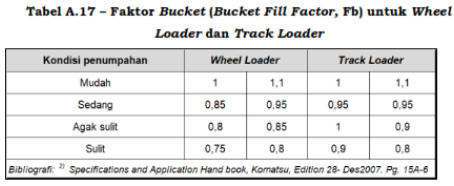 Tabel A.17 – Faktor Bucket (Bucket Fill Factor, Fb) untuk Wheel
Loader dan Track Loader
Kondisi penumpahan Wheel Loader Track Loader
Mudah 1 1,1 1 1,1
Sedang 0,85 0,95 0,95 0,95
Agak sulit 0,8 0,85 1 0,9
Sulit 0,75 0,8 0,9 0,8
Bibliografi: 2) Specifications and Application Hand book, Komatsu, Edition 28- Des2007. Pg. 15A-6